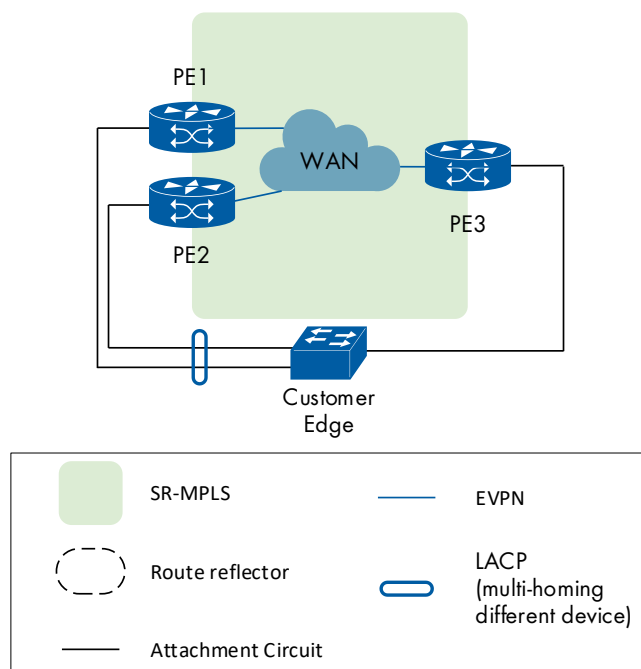 PE1
WAN
PE2
PE3
Customer
Edge
SR-MPLS
EVPN
Route reflector
LACP
(multi-homing
different device)
Attachment Circuit